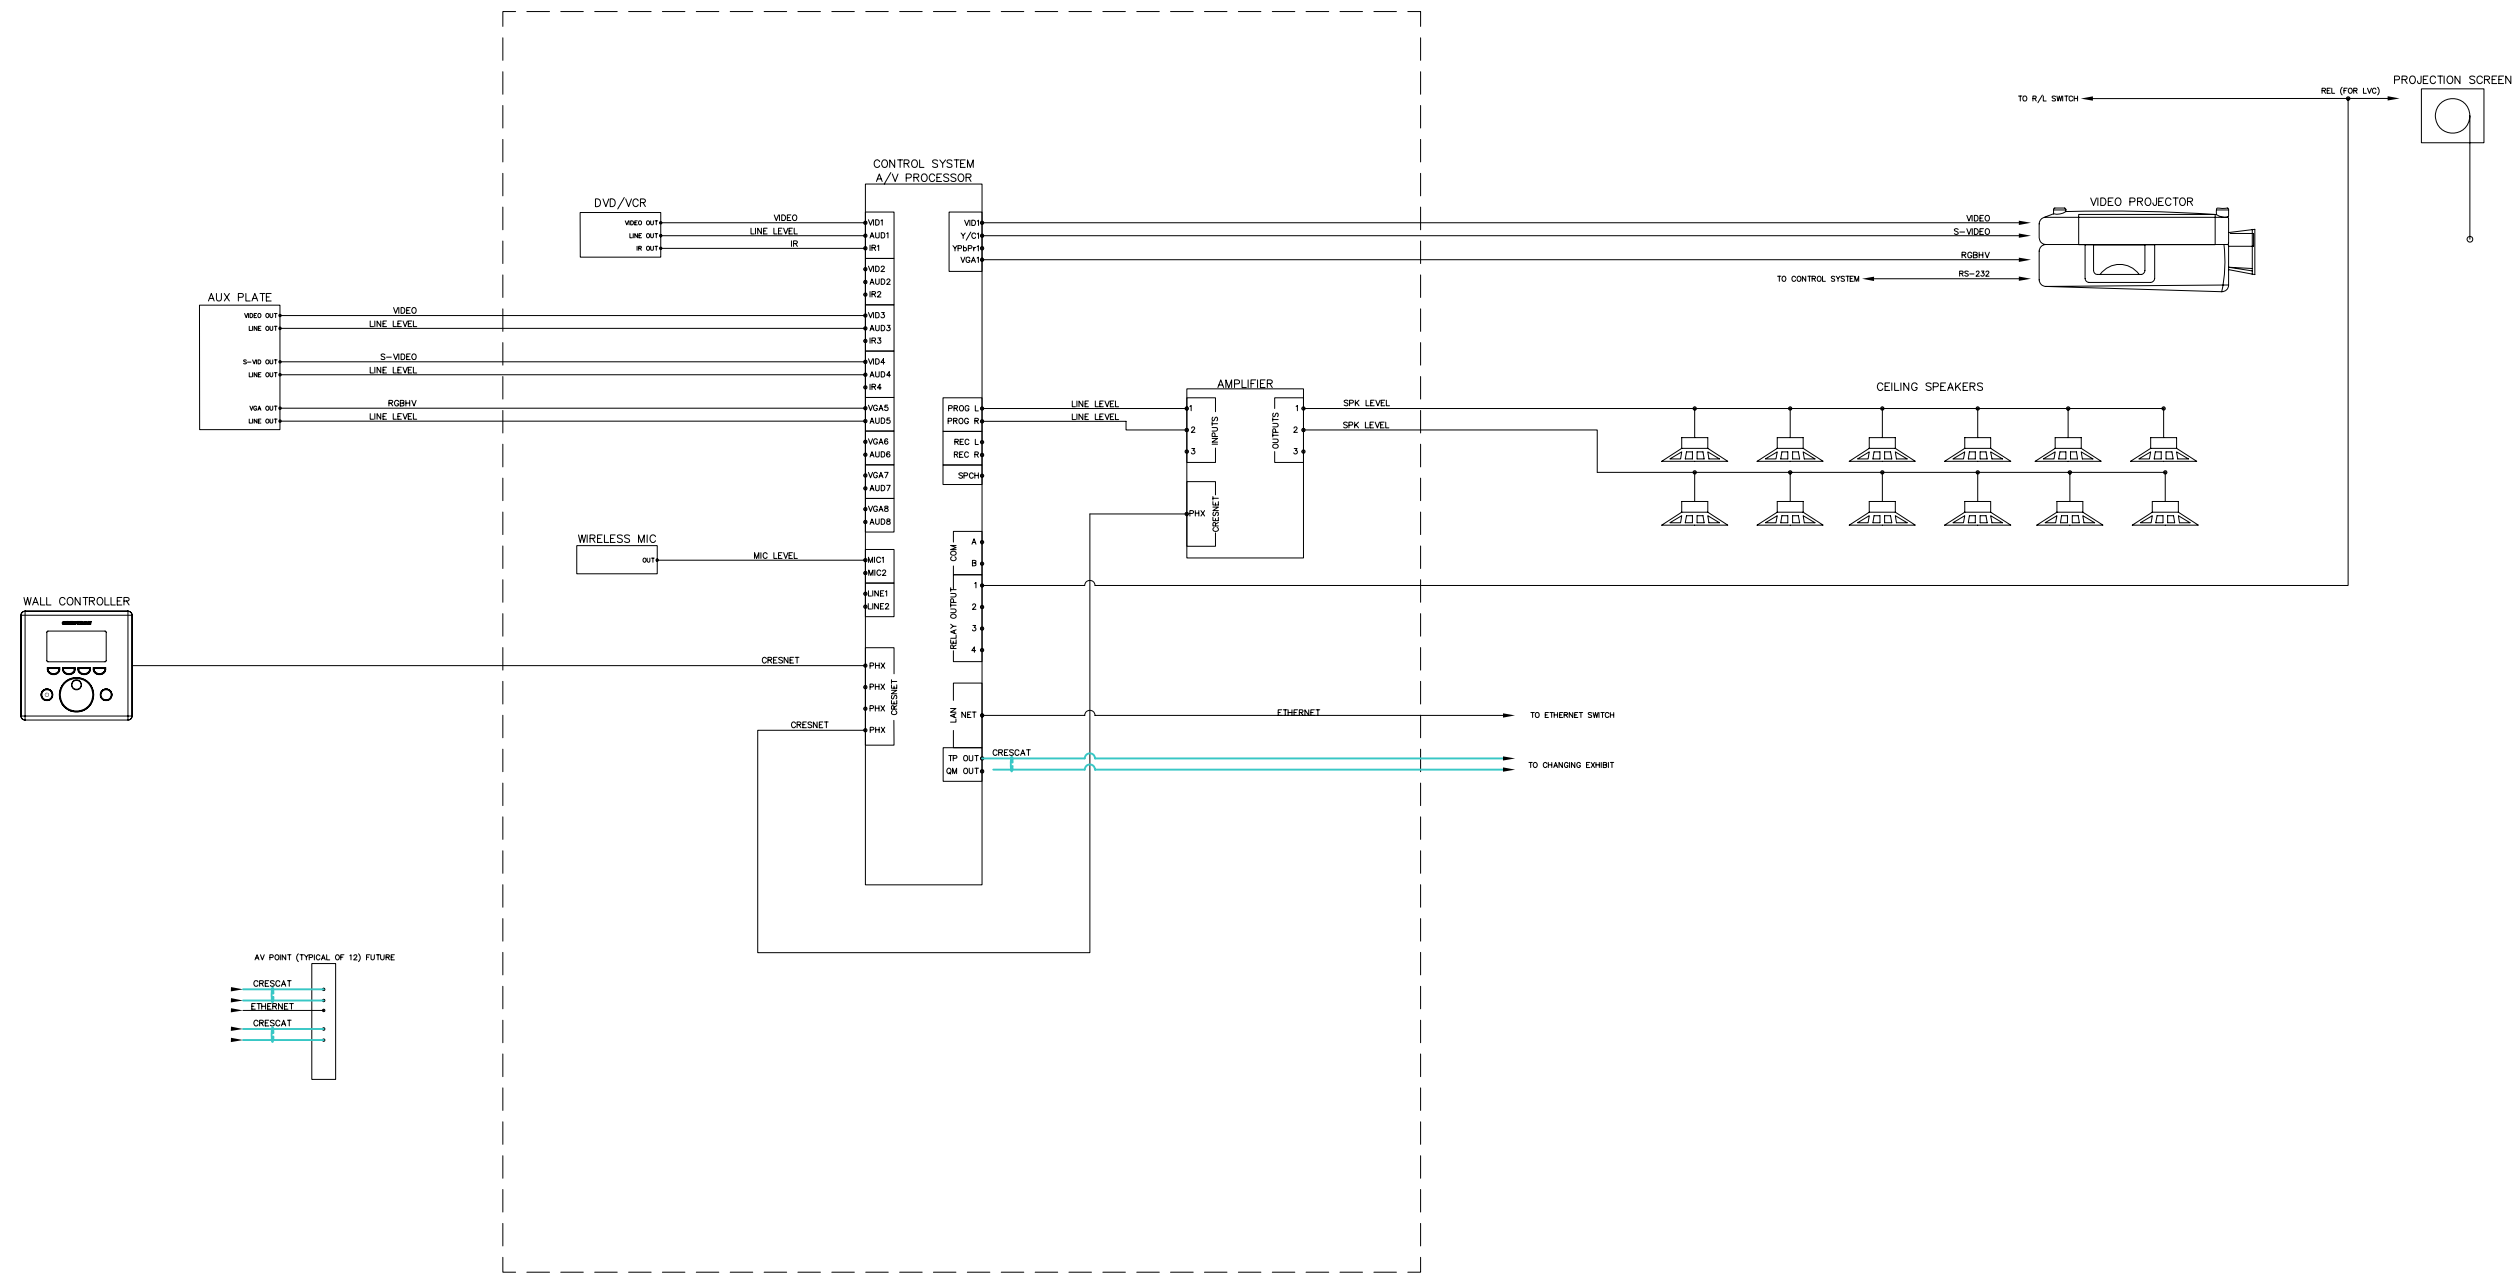 PROJECTION SCREEN
REL (FOR LVC)
TO R/L SWITCH
CONTROL SYSTEM
A/V PROCESSOR
DVD/VCR
VIDEO OUT
LINE OUT
IR OUT
VIDEO
LINE LEVEL
IR
VID1
AUD1
IR1
VID2
AUD2
IR2
VID3
AUD3
IR3
VID4
AUD4
IR4
VGA5
AUD5
VGA6
AUD6
VGA7
AUD7
VGA8
AUD8
MIC1
MIC2
LINE1
LINE2
PHX
PHX
PHX
PHX
CRESNET
VID1
Y/C1
YPbPr1
VGA1
PROG L
PROG R
REC L
REC R
SPCH
COM
A
B
RELAY OUTPUT
1
2
3
4
LAN
NET
TP OUT
QM OUT
VIDEO PROJECTOR
VIDEO
S-VIDEO
RGBHV
RS-232
TO CONTROL SYSTEM
AUX PLATE
VIDEO OUT
LINE OUT
S-VID OUT
LINE OUT
VGA OUT
LINE OUT
VIDEO
LINE LEVEL
S-VIDEO
LINE LEVEL
RGBHV
LINE LEVEL
AMPLIFIER
LINE LEVEL
LINE LEVEL
1
2
3
INPUTS
OUTPUTS
1
2
3
PHX
CRESNET
SPK LEVEL
SPK LEVEL
CEILING SPEAKERS
WIRELESS MIC
OUT
MIC LEVEL
WALL CONTROLLER
CRESNET
CRESNET
ETHERNET
TO ETHERNET SWITCH
CRESCAT
TO CHANGING EXHIBIT
AV POINT (TYPICAL OF 12) FUTURE
CRESCAT
ETHERNET
CRESCAT